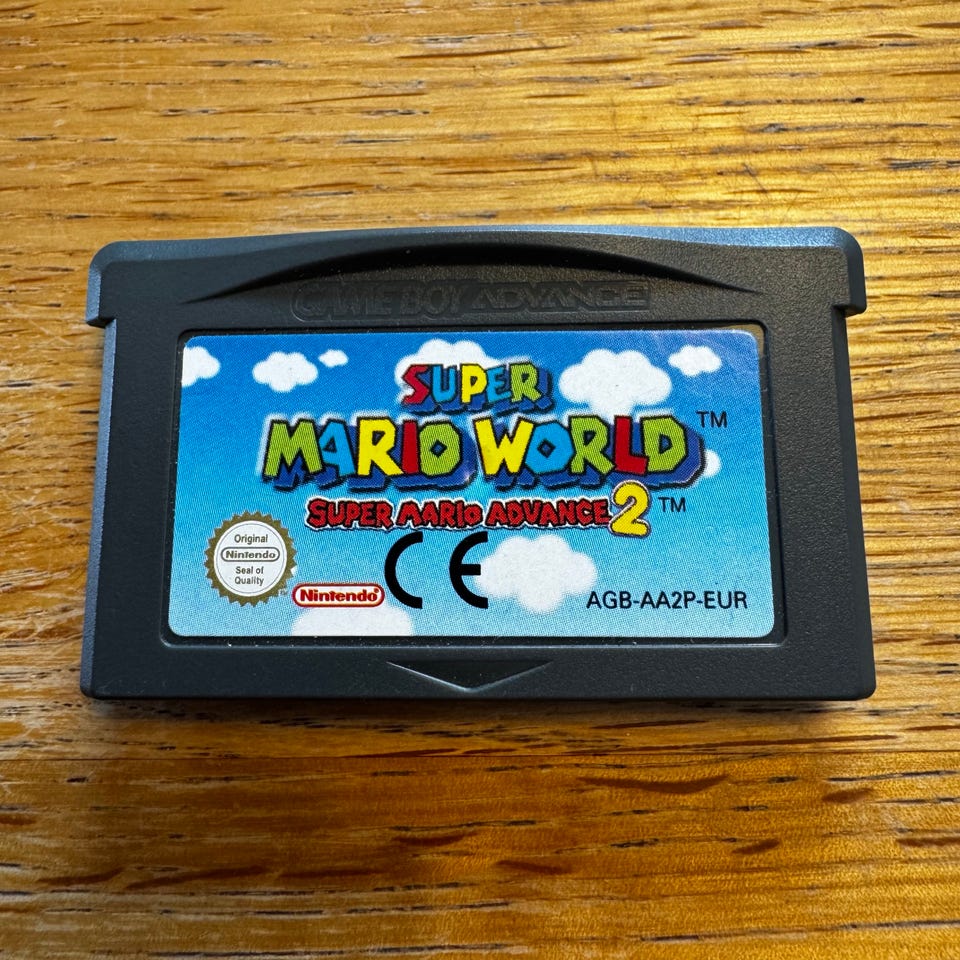 GAME BOY ADVANCE
SUPER
MARIO WORLD™
SUPER MARIO ADVANCE 2™
Original
Nintendo
Seal of
Quality
™
Nintendo
CE
AGB-AA2P-EUR